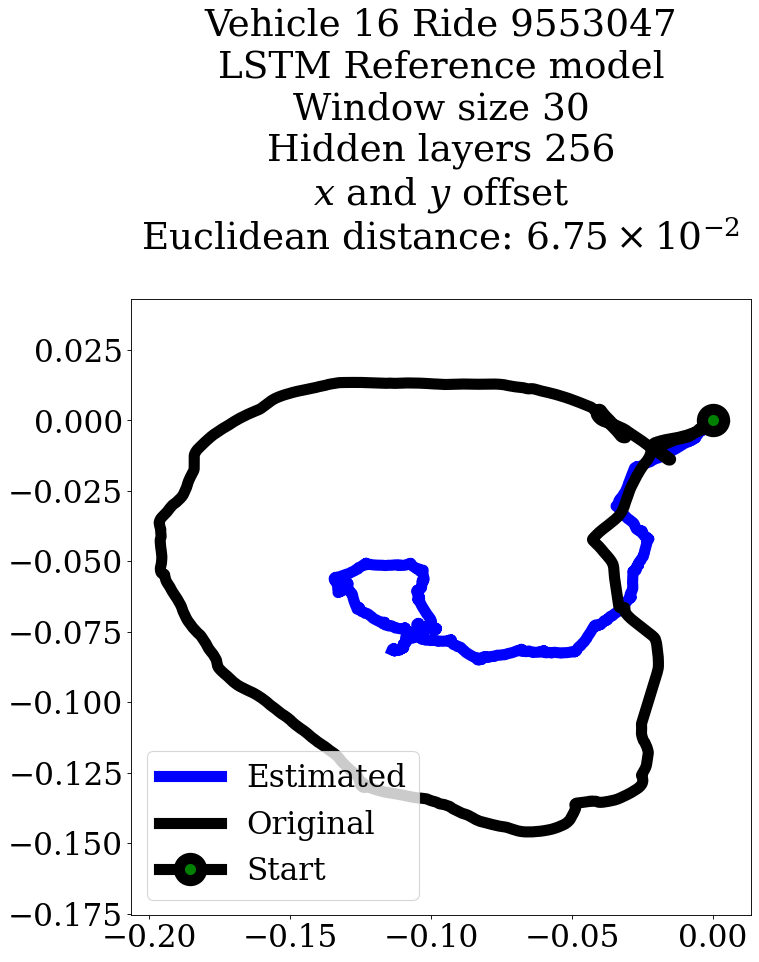 Vehicle 16 Ride 9553047
LSTM Reference model
Window size 30
Hidden layers 256
x and y offset
Euclidean distance: 6.75 × 10⁻²
0.025
0.000
−0.025
−0.050
−0.075
−0.100
−0.125
−0.150
−0.175
Estimated
Original
Start
−0.20 −0.15 −0.10 −0.05 0.00